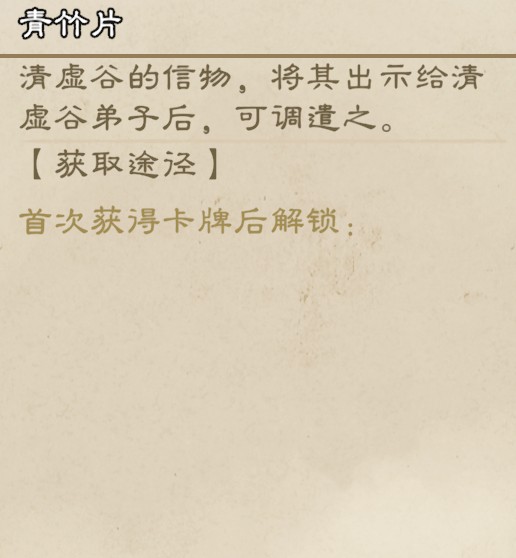 青竹片
清虚谷的信物，将其出示给清
虚谷弟子后，可调遣之。
【获取途径】
首次获得卡牌后解锁：